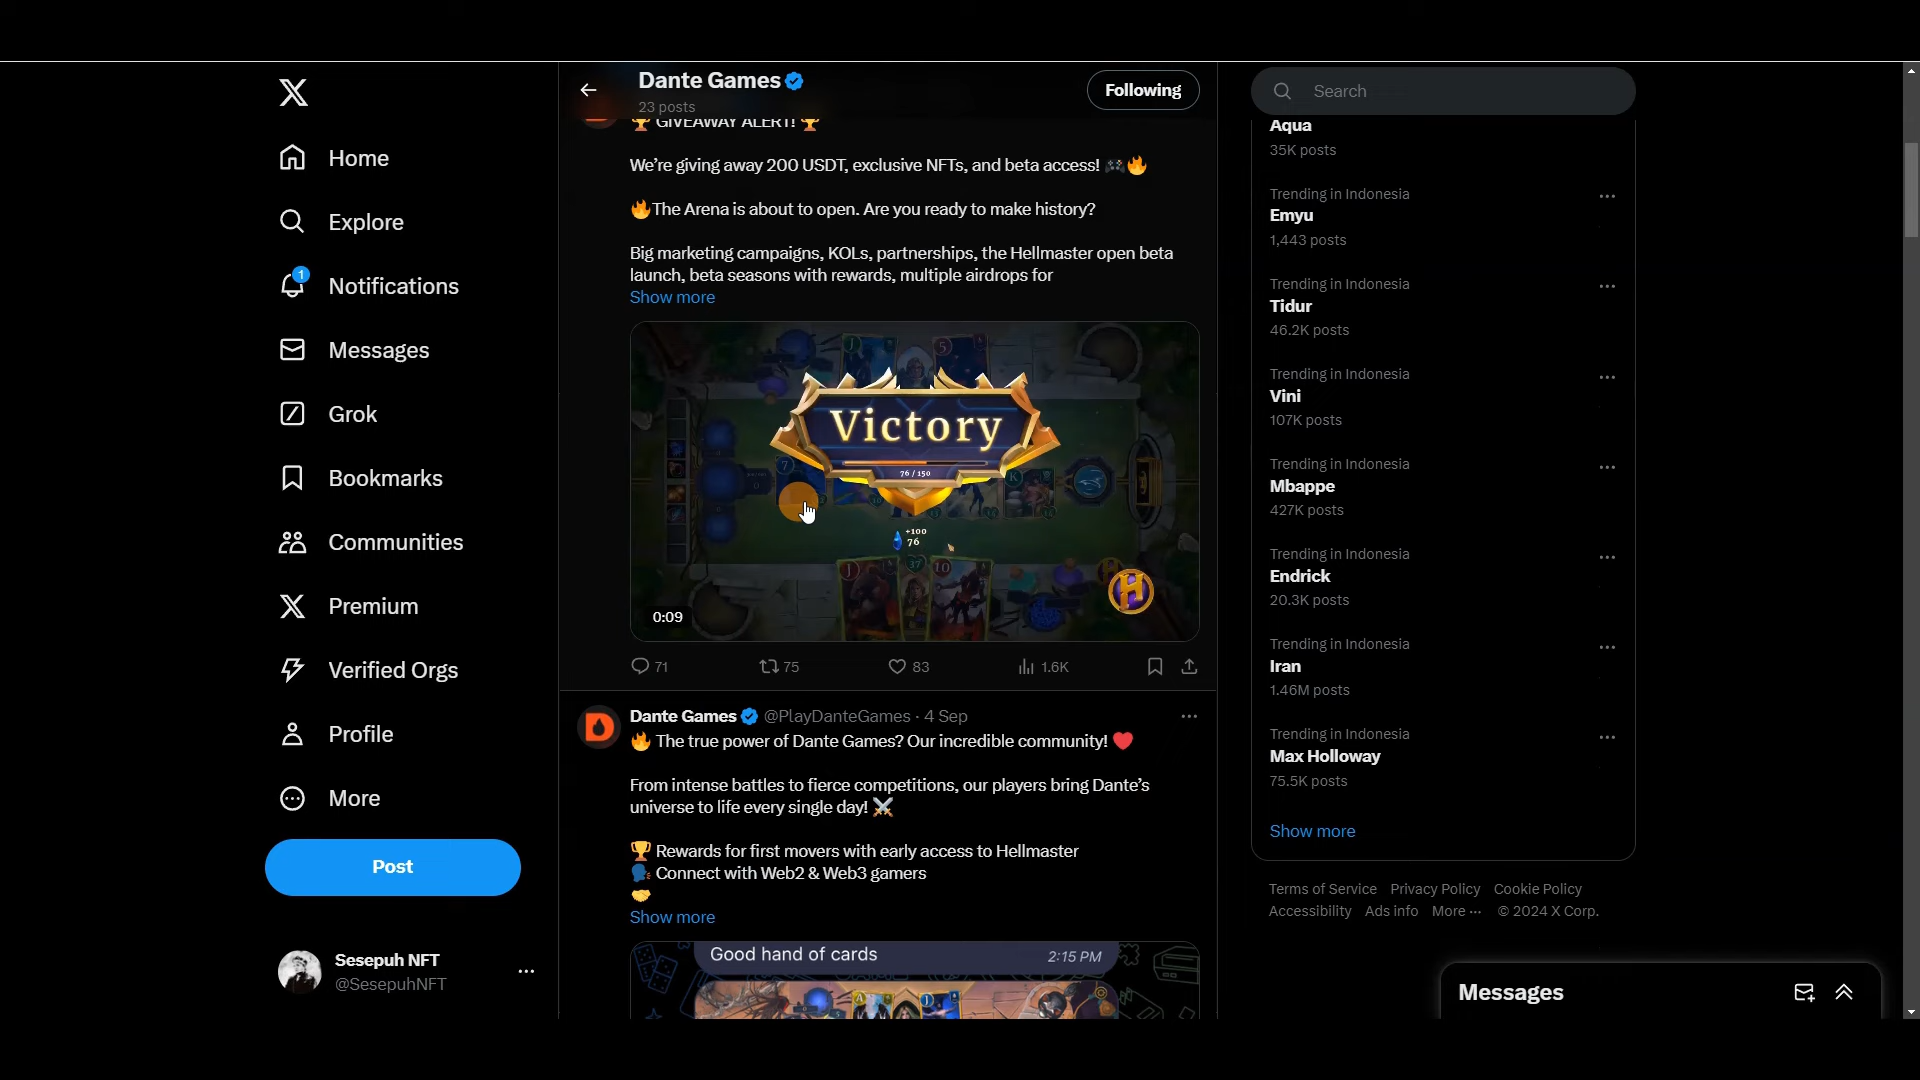 Home
Explore
1
Notifications
Messages
Grok
Bookmarks
Communities
Premium
Verified Orgs
Profile
More
Post
Sesepuh NFT
@SesepuhNFT
Dante Games
23 posts
Following
🏆 GIVEAWAY ALERT! 🏆
We’re giving away 200 USDT, exclusive NFTs, and beta access! 🎮🔥
🔥The Arena is about to open. Are you ready to make history?
Big marketing campaigns, KOLs, partnerships, the Hellmaster open beta
launch, beta seasons with rewards, multiple airdrops for
Show more
J
5
Victory
76 / 150
7
K
+100
76
J
37
10
H
0:09
71
75
83
1.6K
Dante Games @PlayDanteGames · 4 Sep
🔥 The true power of Dante Games? Our incredible community! ❤️
From intense battles to fierce competitions, our players bring Dante’s
universe to life every single day! ⚔️
🏆 Rewards for first movers with early access to Hellmaster
🗣️ Connect with Web2 & Web3 gamers
🤝
Show more
Good hand of cards
2:15 PM
A
J
Search
Aqua
35K posts
Trending in Indonesia
Emyu
1,443 posts
Trending in Indonesia
Tidur
46.2K posts
Trending in Indonesia
Vini
107K posts
Trending in Indonesia
Mbappe
427K posts
Trending in Indonesia
Endrick
20.3K posts
Trending in Indonesia
Iran
1.46M posts
Trending in Indonesia
Max Holloway
75.5K posts
Show more
Terms of Service Privacy Policy Cookie Policy
Accessibility Ads info More ··· © 2024 X Corp.
Messages